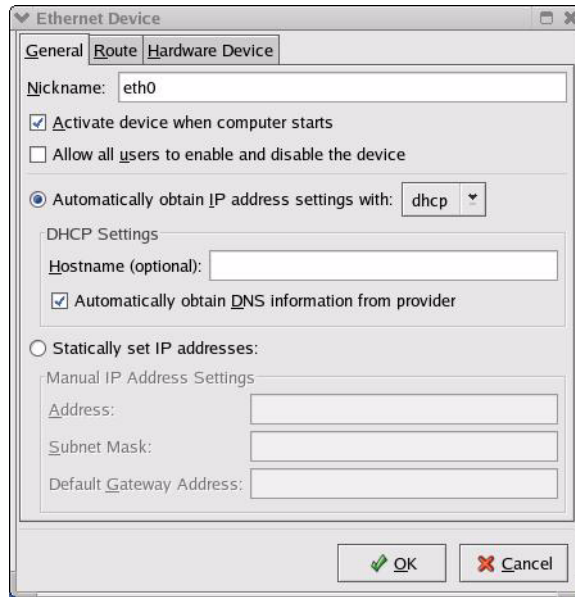 Ethernet Device
General Route Hardware Device
Nickname: eth0
Activate device when computer starts
Allow all users to enable and disable the device
Automatically obtain IP address settings with: dhcp
DHCP Settings
Hostname (optional):
Automatically obtain DNS information from provider
Statically set IP addresses:
Manual IP Address Settings
Address:
Subnet Mask:
Default Gateway Address:
OK Cancel